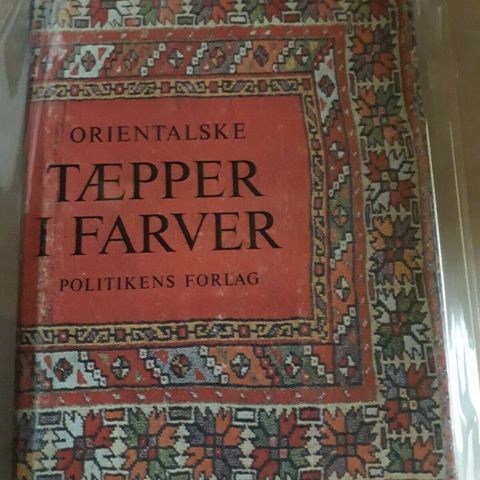 ORIENTALSKE
TÆPPER
I FARVER
POLITIKENS FORLAG